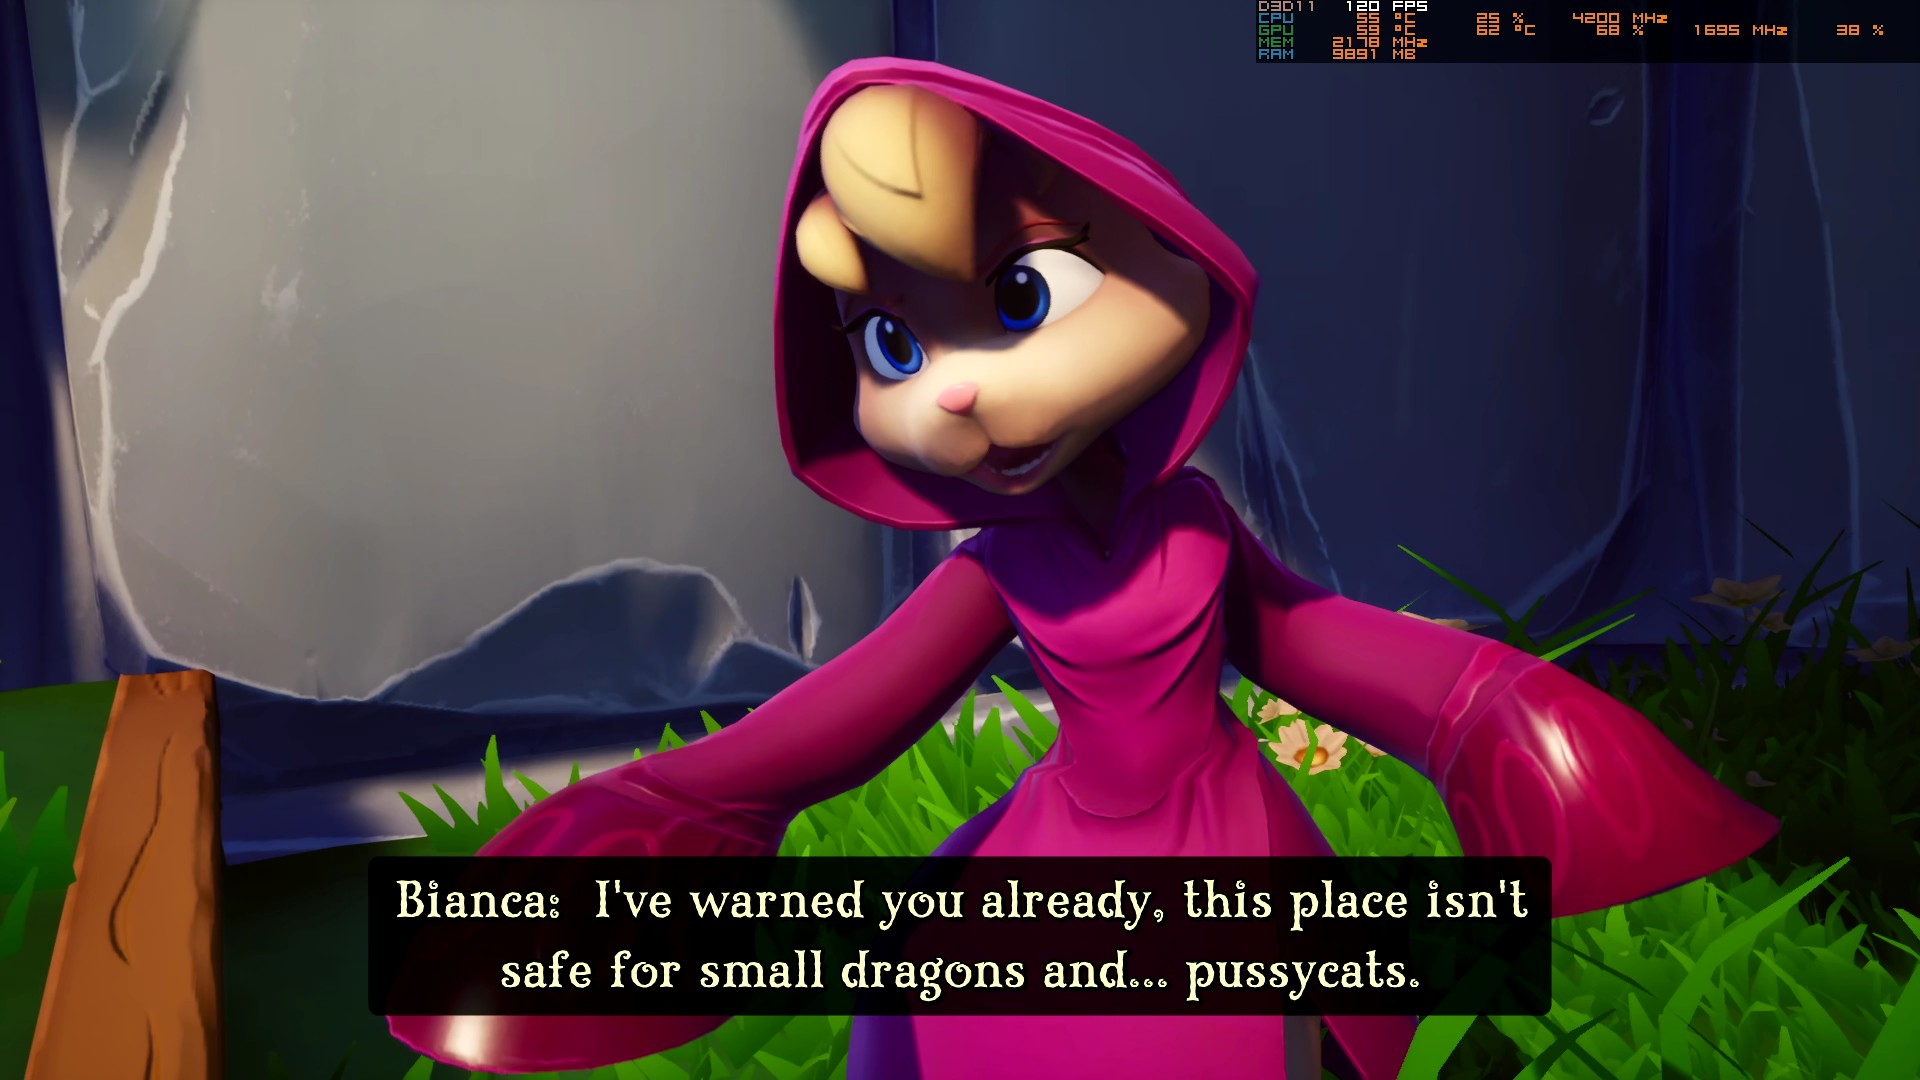 D3D11 120 FPS
CPU 55 °C 25 % 4200 MHz
GPU 59 °C 62 °C 68 % 1695 MHz 38 %
MEM 2178 MHz
RAM 9891 MB
Bianca: I've warned you already, this place isn't
safe for small dragons and... pussycats.